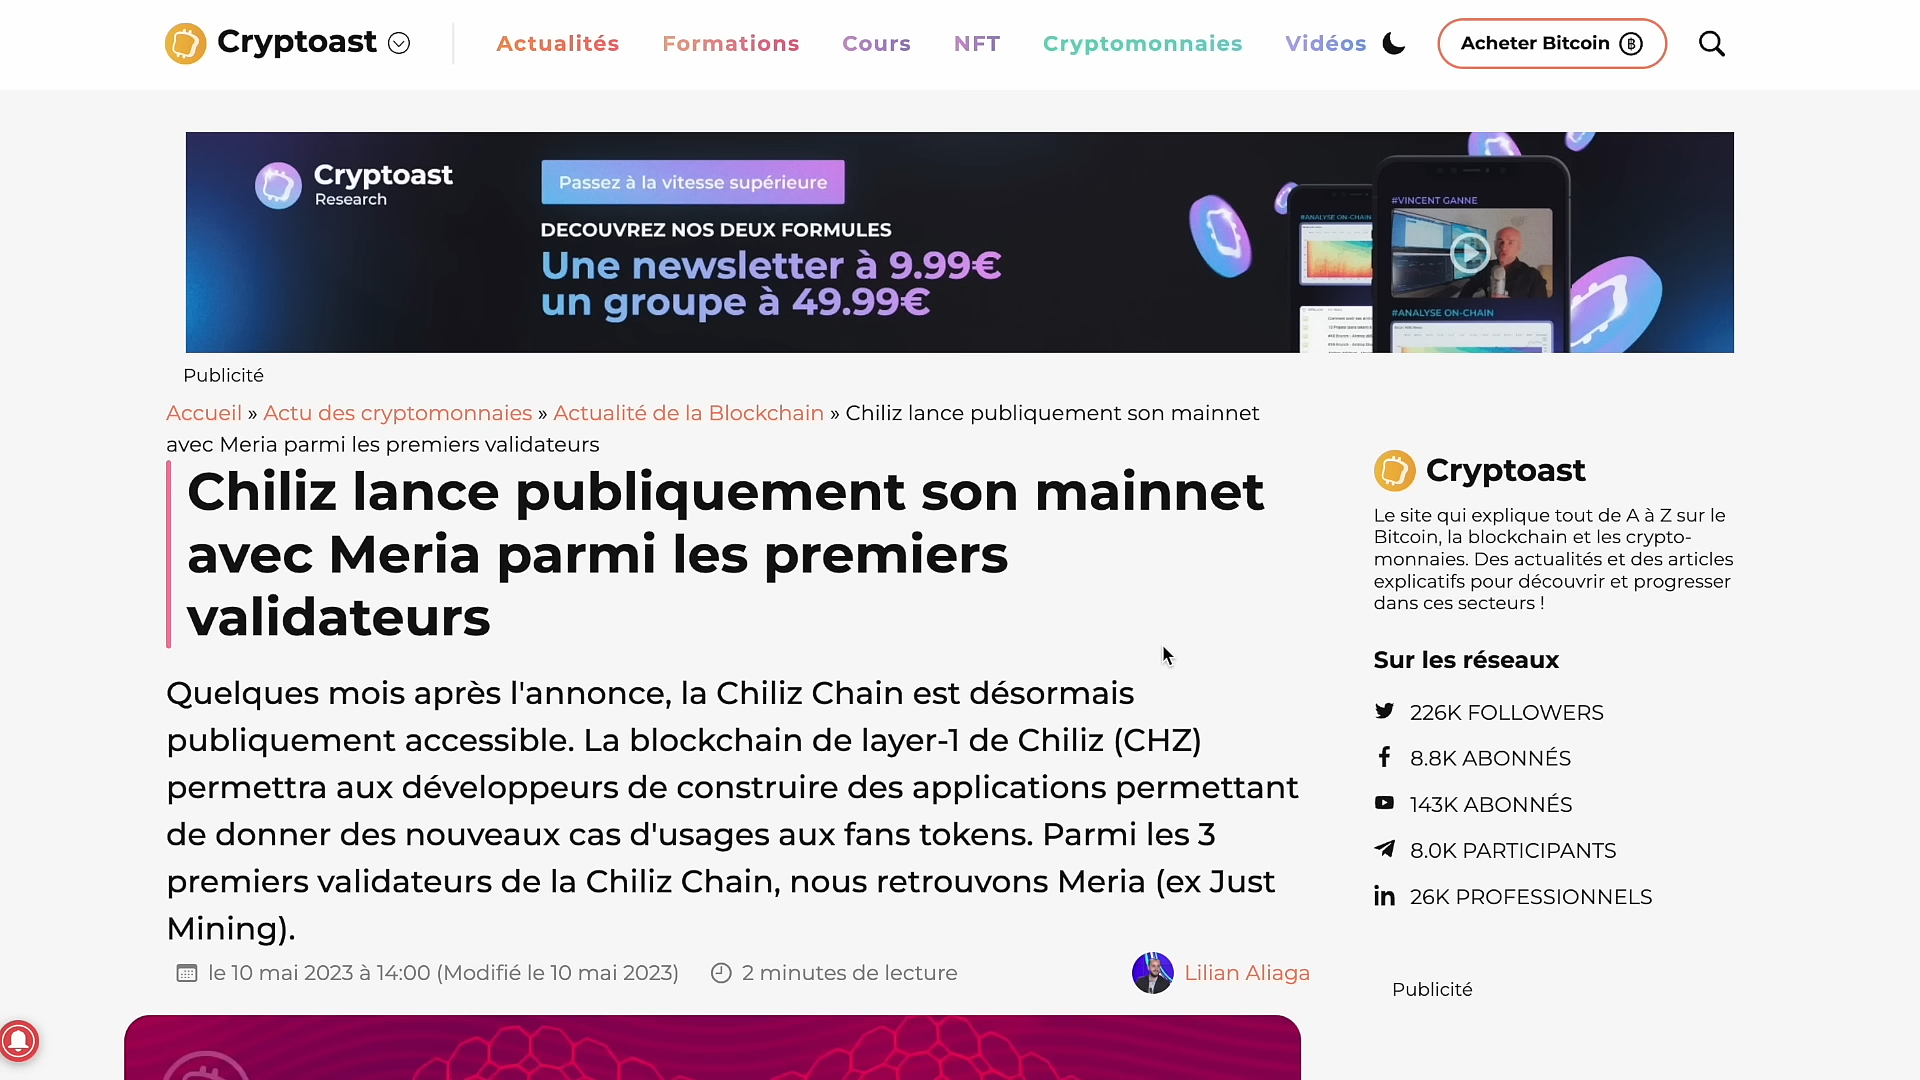 Cryptoast
Actualités Formations Cours NFT Cryptomonnaies Vidéos Acheter Bitcoin
Cryptoast
Research
Passez à la vitesse supérieure
DECOUVREZ NOS DEUX FORMULES
Une newsletter à 9.99€
un groupe à 49.99€
#ANALYSE ON-CHAIN
#VINCENT GANNE
#ANALYSE ON-CHAIN
Publicité
Accueil » Actu des cryptomonnaies » Actualité de la Blockchain » Chiliz lance publiquement son mainnet
avec Meria parmi les premiers validateurs
Chiliz lance publiquement son mainnet
avec Meria parmi les premiers
validateurs
Quelques mois après l'annonce, la Chiliz Chain est désormais
publiquement accessible. La blockchain de layer-1 de Chiliz (CHZ)
permettra aux développeurs de construire des applications permettant
de donner des nouveaux cas d'usages aux fans tokens. Parmi les 3
premiers validateurs de la Chiliz Chain, nous retrouvons Meria (ex Just
Mining).
le 10 mai 2023 à 14:00 (Modifié le 10 mai 2023) 2 minutes de lecture Lilian Aliaga
Cryptoast
Le site qui explique tout de A à Z sur le
Bitcoin, la blockchain et les crypto-
monnaies. Des actualités et des articles
explicatifs pour découvrir et progresser
dans ces secteurs !
Sur les réseaux
226K FOLLOWERS
8.8K ABONNÉS
143K ABONNÉS
8.0K PARTICIPANTS
26K PROFESSIONNELS
Publicité